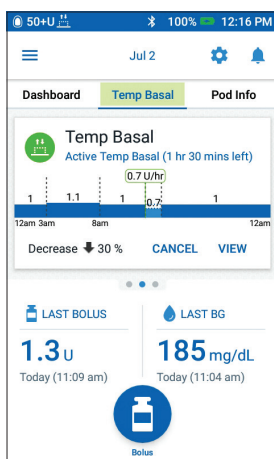 50+U 100% 12:16 PM
Jul 2
Dashboard Temp Basal Pod Info
Temp Basal
Active Temp Basal (1 hr 30 mins left)
0.7 U/hr
1 1.1 1 0.7 1
12am 3am 8am 12am
Decrease 30 % CANCEL VIEW
LAST BOLUS LAST BG
1.3 U 185 mg/dL
Today (11:09 am) Today (11:04 am)
Bolus